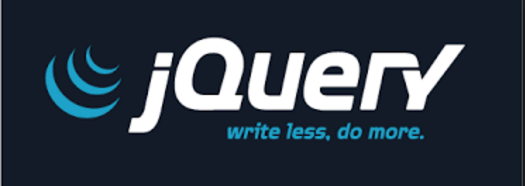 jQuery
write less, do more.